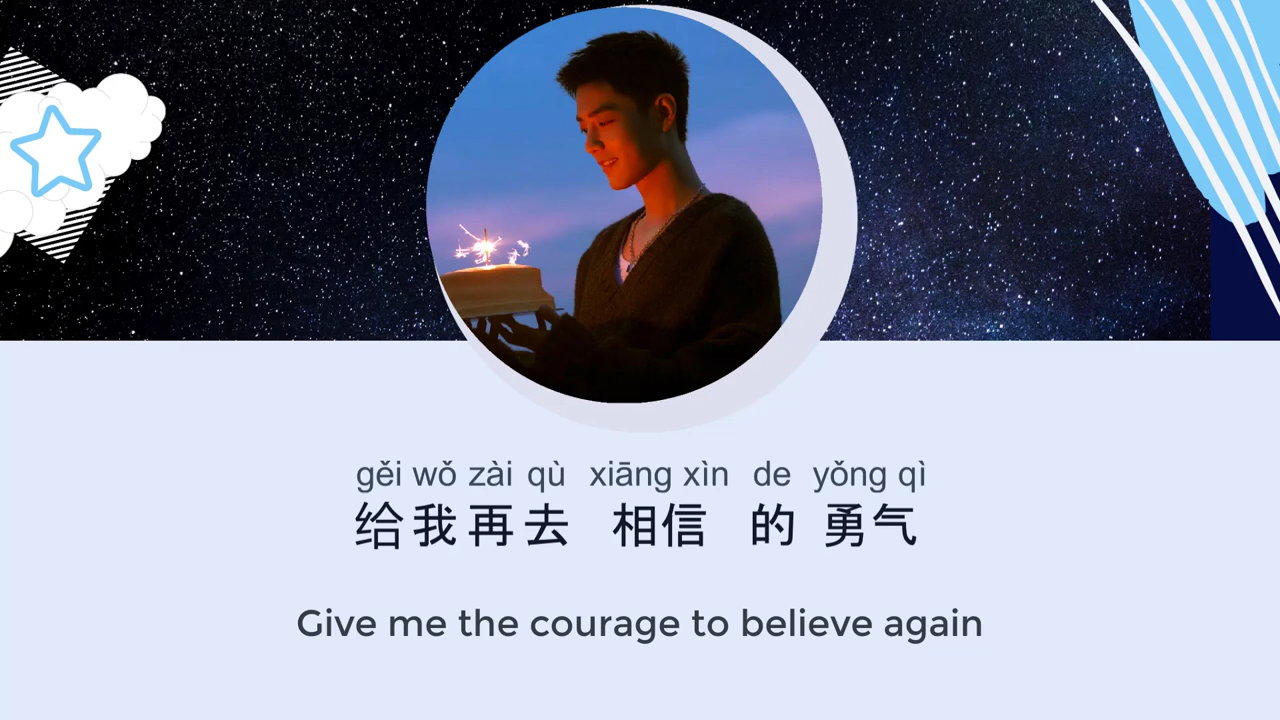 gěi wǒ zài qù xiāng xìn de yǒng qì
给我再去 相信 的 勇气
Give me the courage to believe again